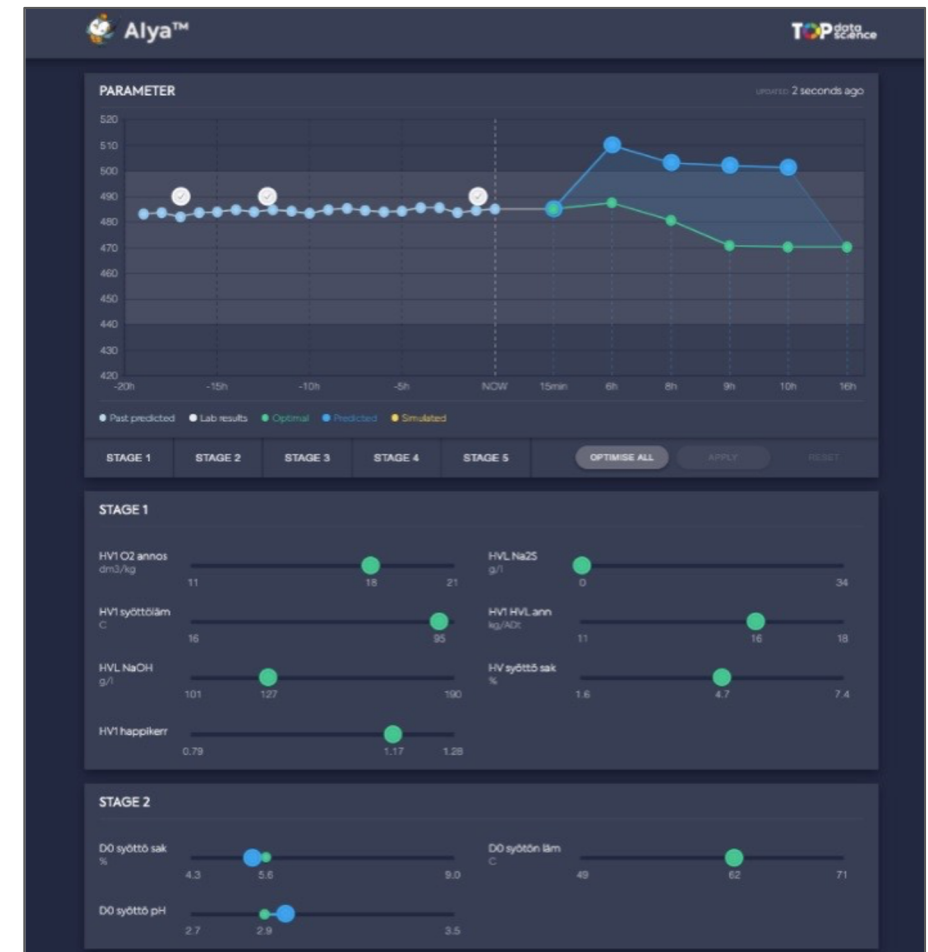 Alya™
TOP data science
PARAMETER
UPDATED 2 seconds ago
520
510
500
490
480
470
460
450
440
430
420
-20h -15h -10h -5h NOW 15min 6h 8h 9h 10h 16h
Past predicted Lab results Optimal Predicted Simulated
STAGE 1 STAGE 2 STAGE 3 STAGE 4 STAGE 5 OPTIMISE ALL APPLY RESET
STAGE 1
HV1 O2 annos
dm3/kg
11 18 21
HVL Na2S
g/l
0 34
HV1 syöttöläm
C
16 95
HV1 HVL ann
kg/ADt
11 16 18
HVL NaOH
g/l
101 127 190
HV syöttö sak
%
1.6 4.7 7.4
HV1 happikerr
0.79 1.17 1.28
STAGE 2
D0 syöttö sak
%
4.3 5.6 9.0
D0 syötön läm
C
49 62 71
D0 syöttö pH
2.7 2.9 3.5